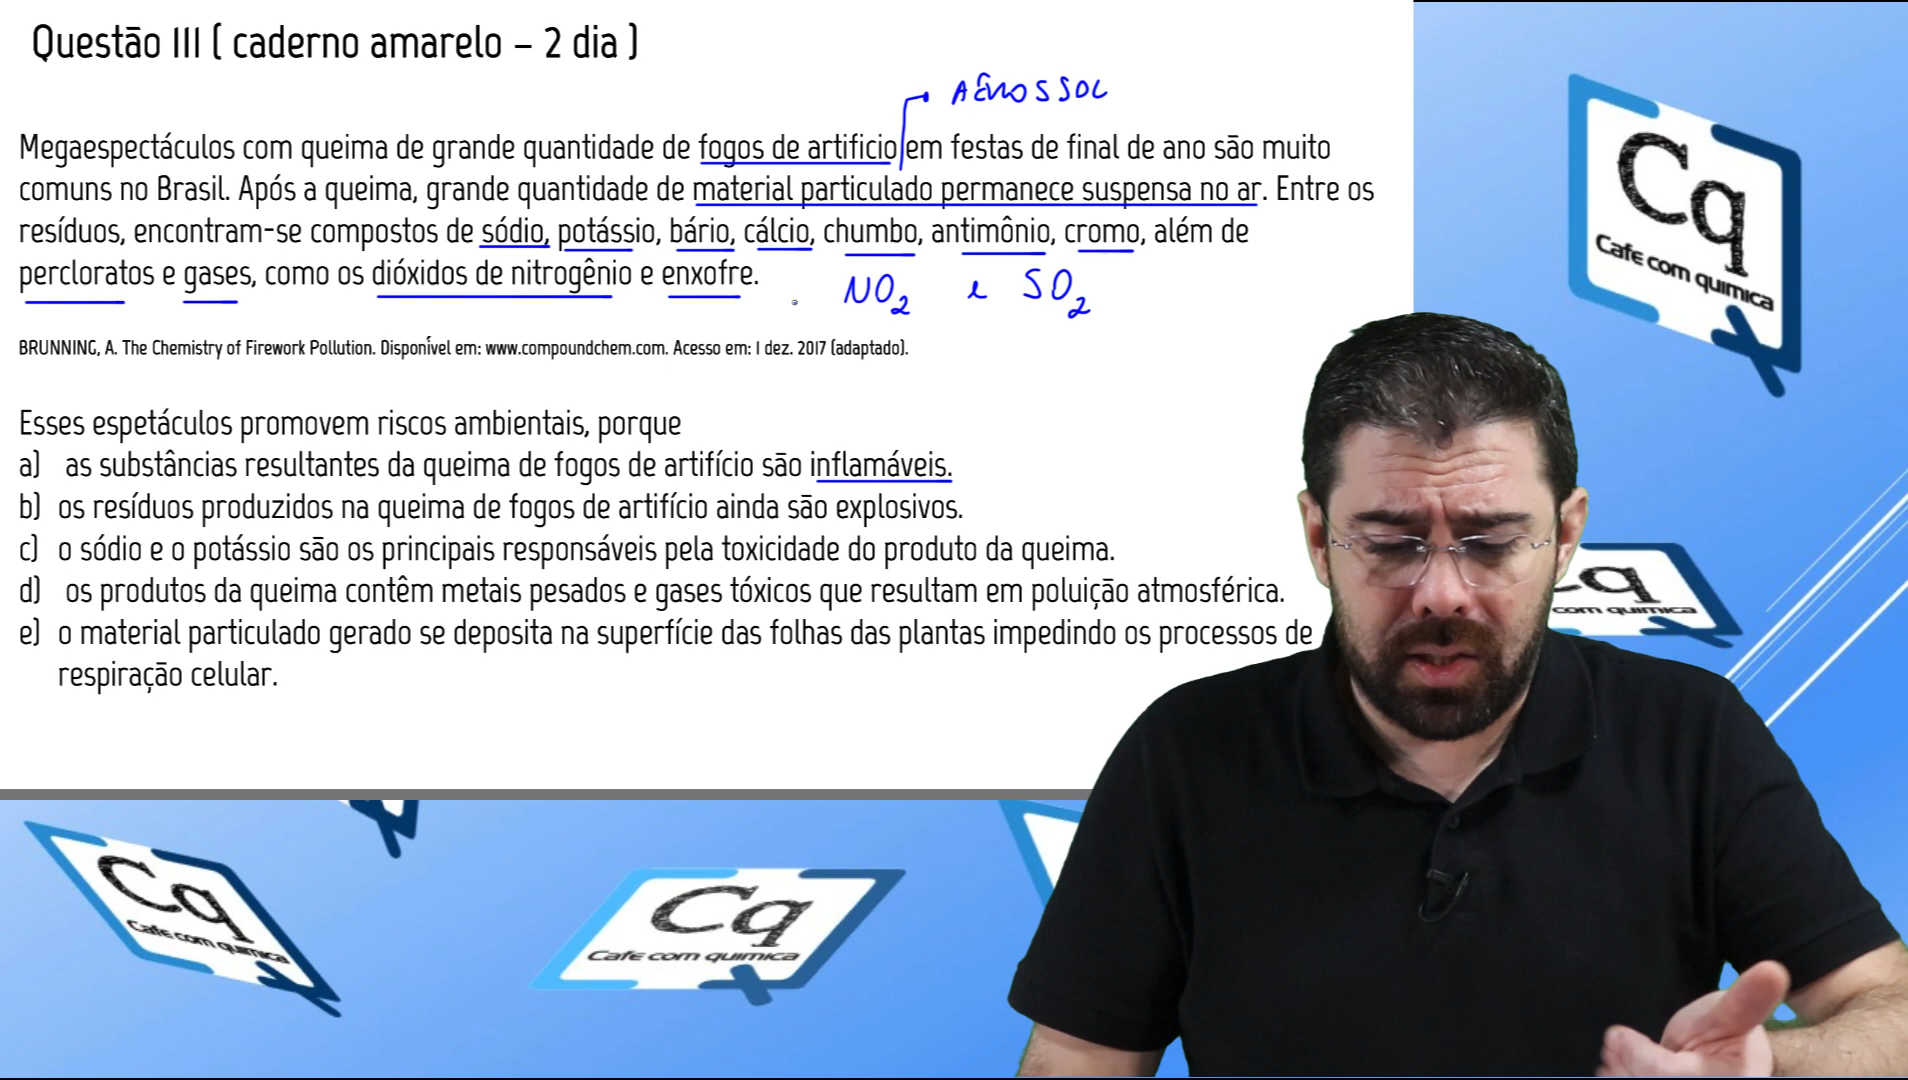 Questão 111 ( caderno amarelo – 2 dia )
AÉROSSOL
Megaespectáculos com queima de grande quantidade de fogos de artificio em festas de final de ano são muito
comuns no Brasil. Após a queima, grande quantidade de material particulado permanece suspensa no ar. Entre os
resíduos, encontram-se compostos de sódio, potássio, bário, cálcio, chumbo, antimônio, cromo, além de
percloratos e gases, como os dióxidos de nitrogênio e enxofre.
NO2 e SO2
BRUNNING, A. The Chemistry of Firework Pollution. Disponível em: www.compoundchem.com. Acesso em: 1 dez. 2017 (adaptado).
Esses espetáculos promovem riscos ambientais, porque
a) as substâncias resultantes da queima de fogos de artifício são inflamáveis.
b) os resíduos produzidos na queima de fogos de artifício ainda são explosivos.
c) o sódio e o potássio são os principais responsáveis pela toxicidade do produto da queima.
d) os produtos da queima contêm metais pesados e gases tóxicos que resultam em poluição atmosférica.
e) o material particulado gerado se deposita na superfície das folhas das plantas impedindo os processos de
respiração celular.
Cq
Cafe com quimica
Cq
com quimica
Cq
Cafe com quimica
Cq
Cafe com quimica